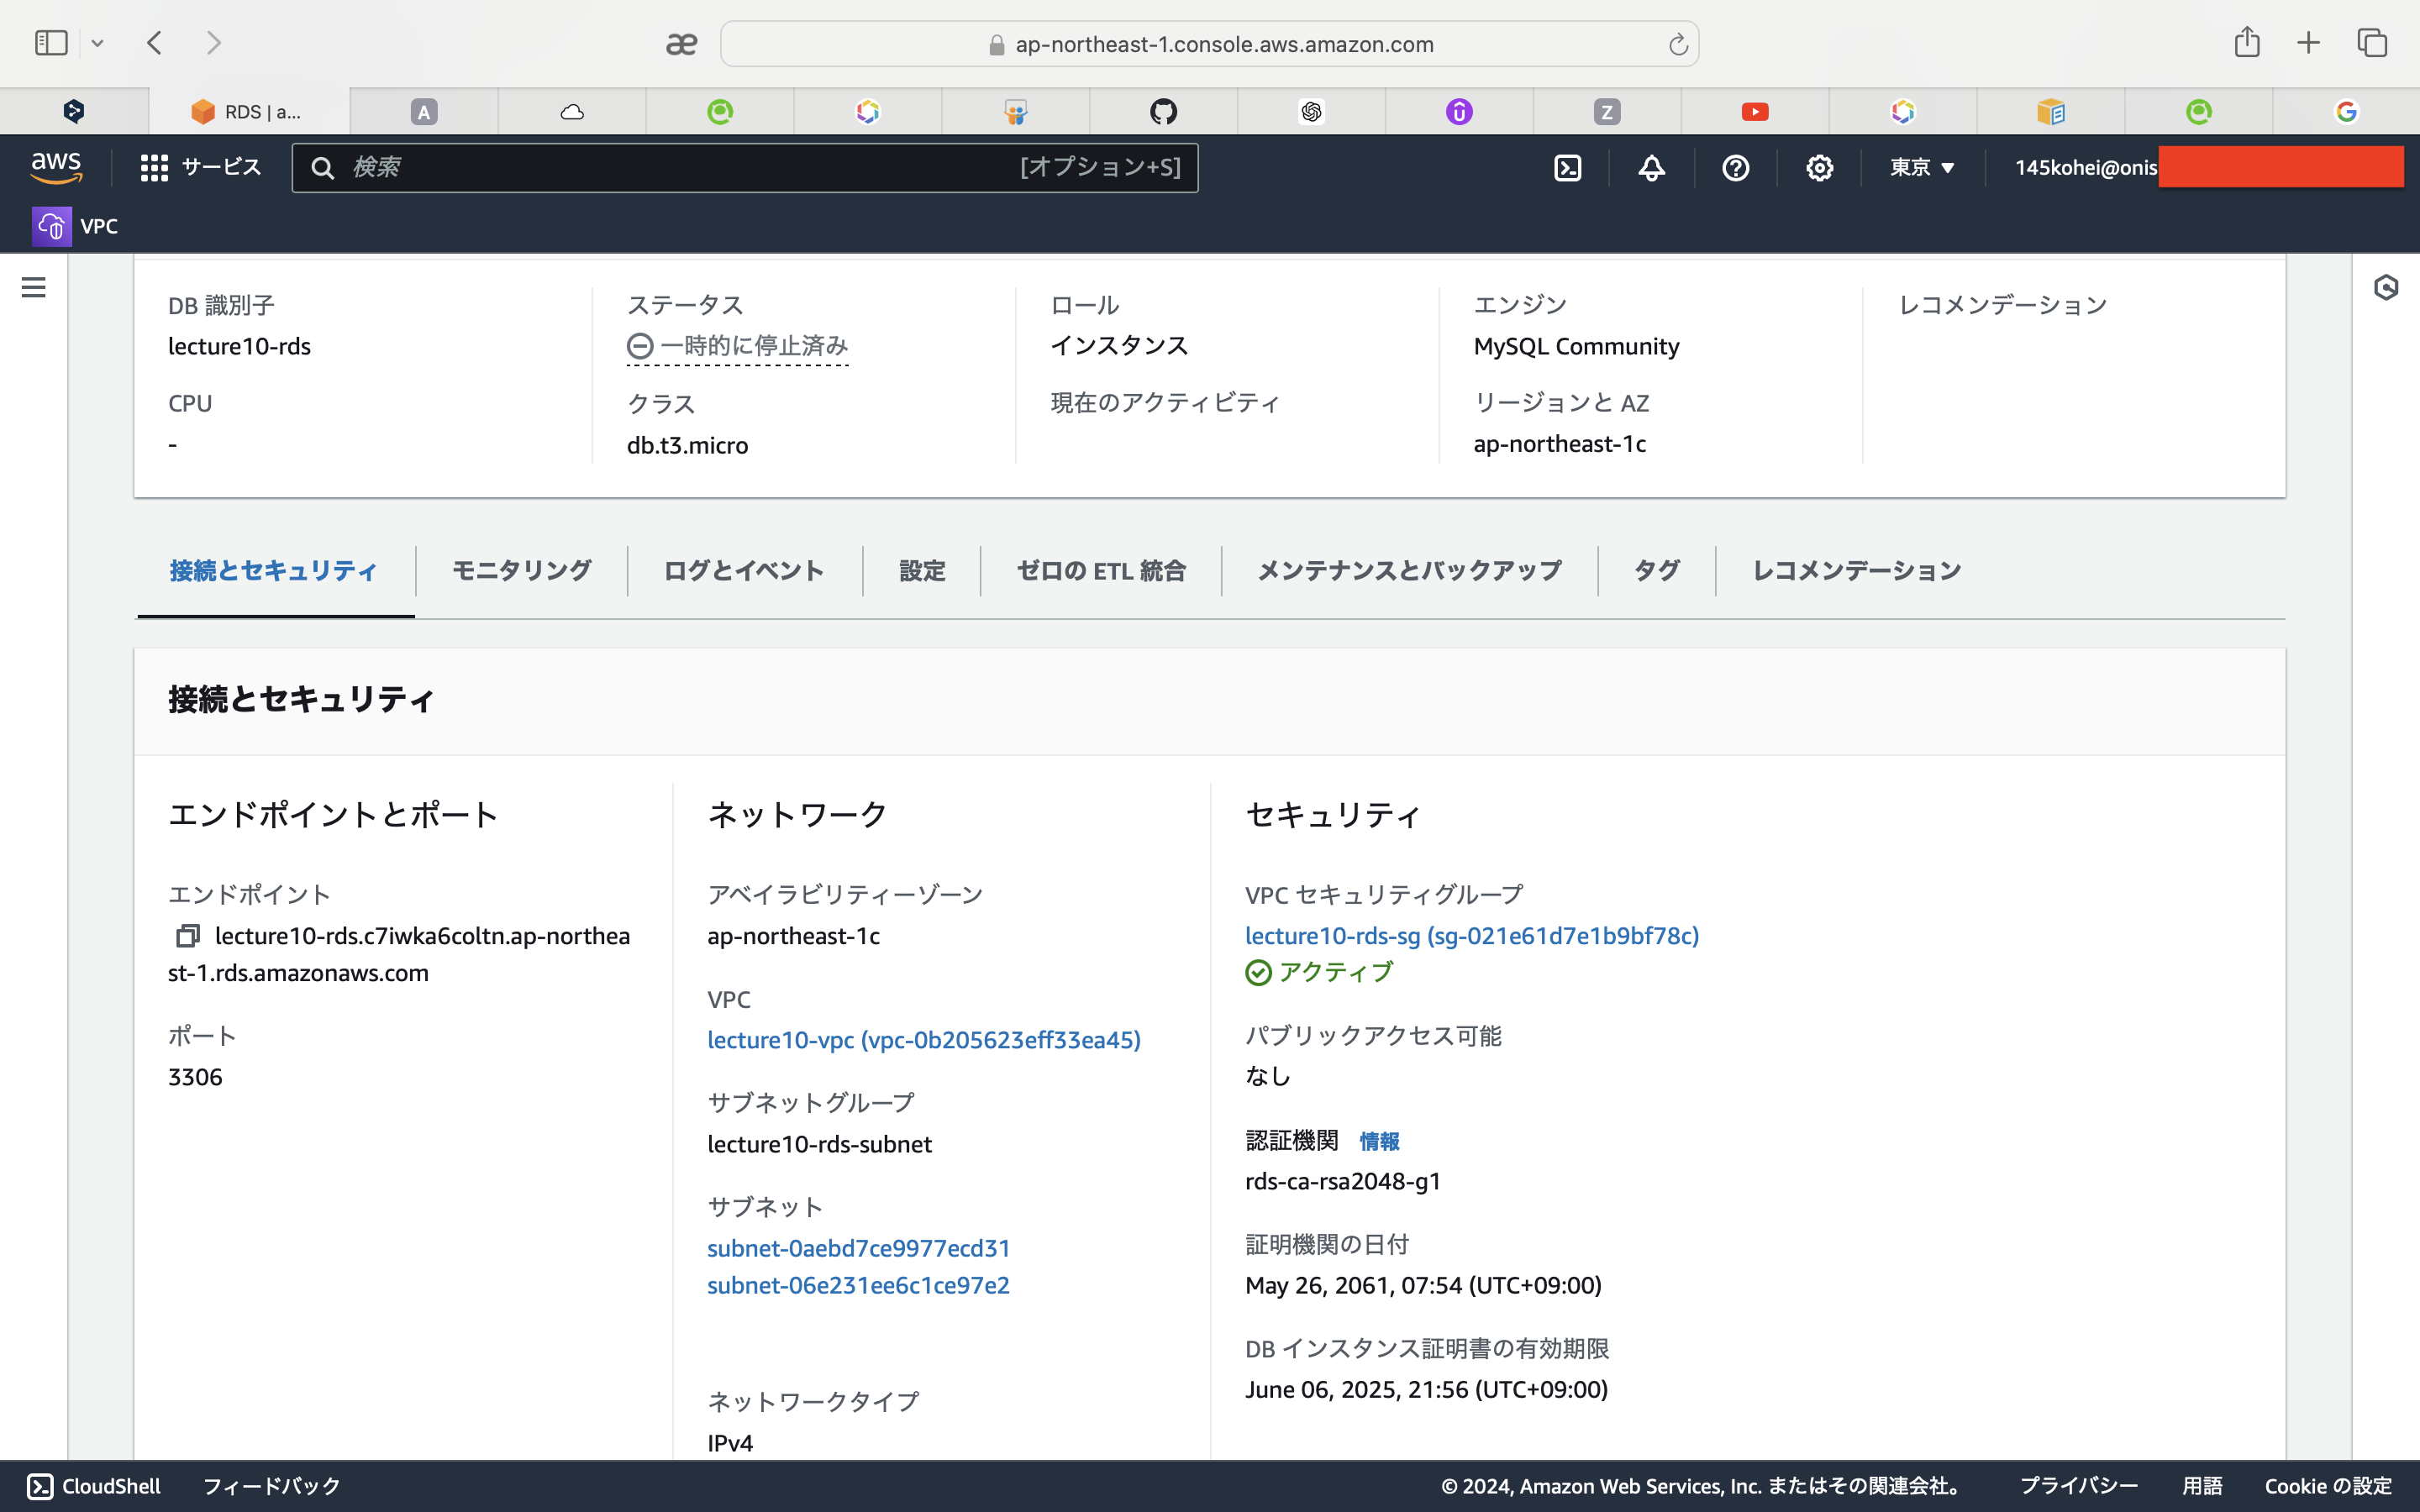 æ
ap-northeast-1.console.aws.amazon.com
RDS | a...
A
Z
aws
サービス
検索
[オプション+S]
東京 ▼
145kohei@onis
VPC
DB 識別子
lecture10-rds
CPU
-
ステータス
一時的に停止済み
クラス
db.t3.micro
ロール
インスタンス
現在のアクティビティ
エンジン
MySQL Community
リージョンと AZ
ap-northeast-1c
レコメンデーション
接続とセキュリティ
モニタリング
ログとイベント
設定
ゼロの ETL 統合
メンテナンスとバックアップ
タグ
レコメンデーション
接続とセキュリティ
エンドポイントとポート
エンドポイント
lecture10-rds.c7iwka6coltn.ap-northea
st-1.rds.amazonaws.com
ポート
3306
ネットワーク
アベイラビリティーゾーン
ap-northeast-1c
VPC
lecture10-vpc (vpc-0b205623eff33ea45)
サブネットグループ
lecture10-rds-subnet
サブネット
subnet-0aebd7ce9977ecd31
subnet-06e231ee6c1ce97e2
ネットワークタイプ
IPv4
セキュリティ
VPC セキュリティグループ
lecture10-rds-sg (sg-021e61d7e1b9bf78c)
アクティブ
パブリックアクセス可能
なし
認証機関 情報
rds-ca-rsa2048-g1
証明機関の日付
May 26, 2061, 07:54 (UTC+09:00)
DB インスタンス証明書の有効期限
June 06, 2025, 21:56 (UTC+09:00)
CloudShell
フィードバック
© 2024, Amazon Web Services, Inc. またはその関連会社。
プライバシー
用語
Cookie の設定